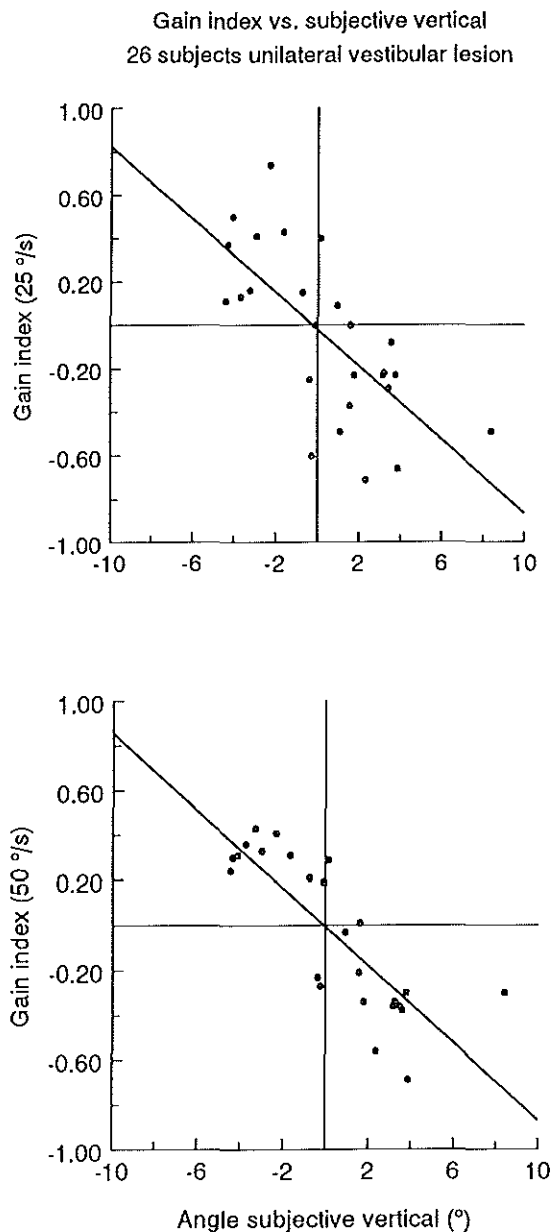 Gain index vs. subjective vertical
26 subjects unilateral vestibular lesion
Gain index (25 °/s)
1.00
0.60
0.20
-0.20
-0.60
-1.00
-10 -6 -2 2 6 10
Gain index (50 °/s)
1.00
0.60
0.20
-0.20
-0.60
-1.00
-10 -6 -2 2 6 10
Angle subjective vertical (º)